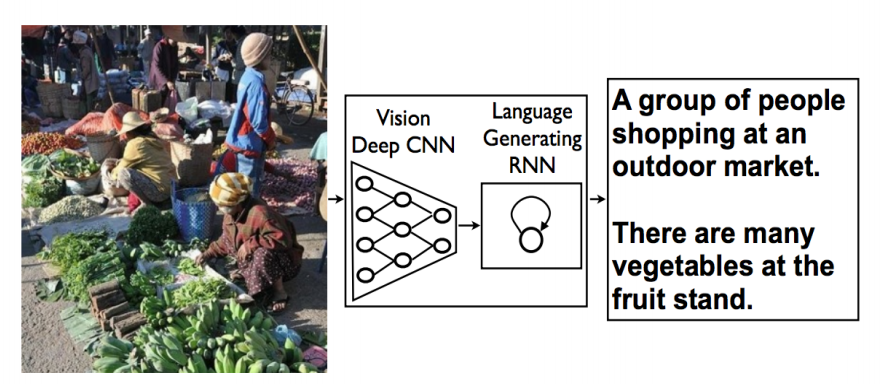 Vision
Deep CNN
Language
Generating
RNN
A group of people
shopping at an
outdoor market.
There are many
vegetables at the
fruit stand.